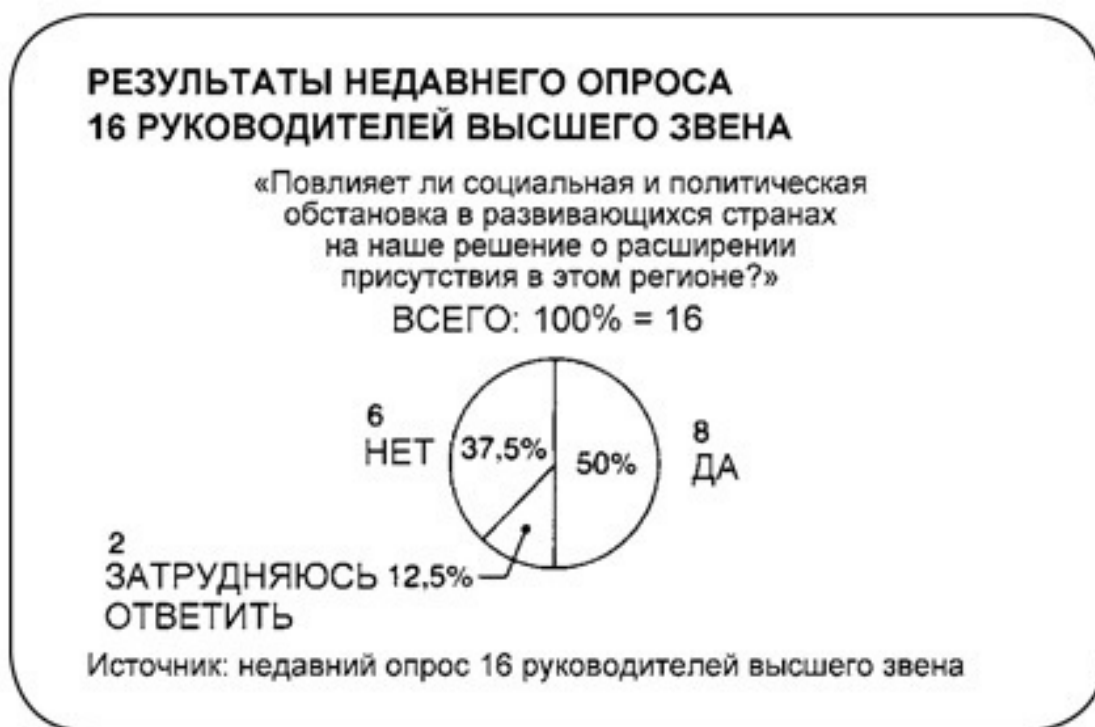 РЕЗУЛЬТАТЫ НЕДАВНЕГО ОПРОСА
16 РУКОВОДИТЕЛЕЙ ВЫСШЕГО ЗВЕНА
«Повлияет ли социальная и политическая
обстановка в развивающихся странах
на наше решение о расширении
присутствия в этом регионе?»
ВСЕГО: 100% = 16
6
НЕТ
37,5%
50%
8
ДА
2
ЗАТРУДНЯЮСЬ 12,5%
ОТВЕТИТЬ
Источник: недавний опрос 16 руководителей высшего звена